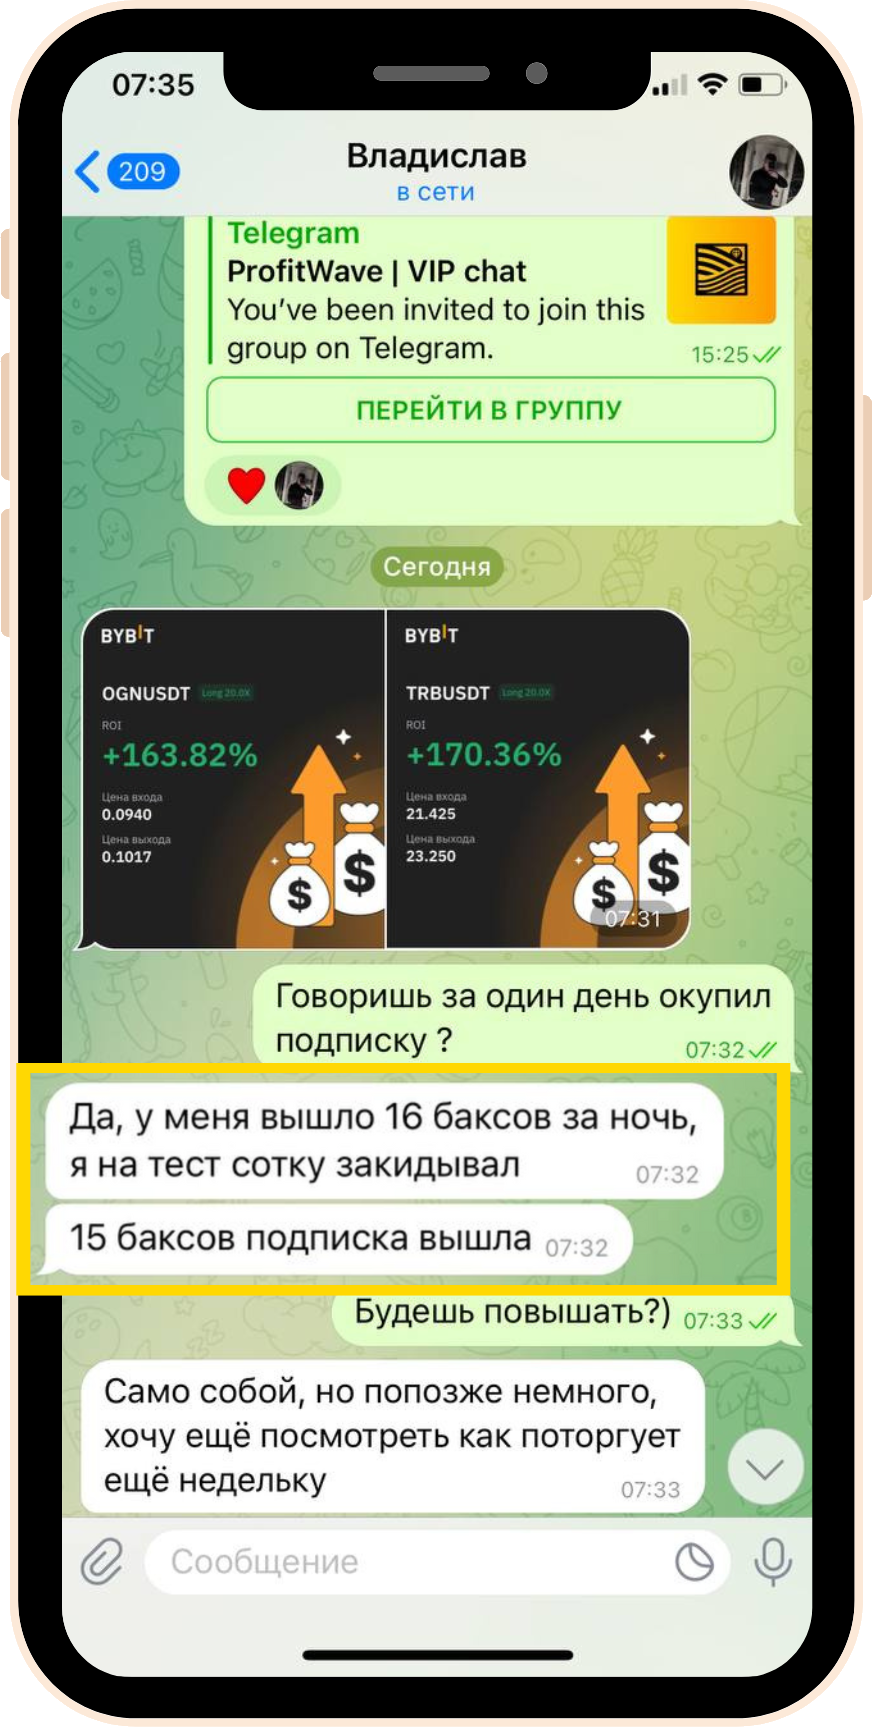 07:35
209
Владислав
в сети
Telegram
ProfitWave | VIP chat
You've been invited to join this
group on Telegram.
15:25
ПЕРЕЙТИ В ГРУППУ
Сегодня
BYBIT
OGNUSDT Long 20.0X
ROI
+163.82%
Цена входа
0.0940
Цена выхода
0.1017
$ $
BYBIT
TRBUSDT Long 20.0X
ROI
+170.36%
Цена входа
21.425
Цена выхода
23.250
$ $
07:31
Говоришь за один день окупил
подписку ?
07:32
Да, у меня вышло 16 баксов за ночь,
я на тест сотку закидывал
07:32
15 баксов подписка вышла 07:32
Будешь повышать?) 07:33
Само собой, но попозже немного,
хочу ещё посмотреть как поторгует
ещё недельку
07:33
Сообщение